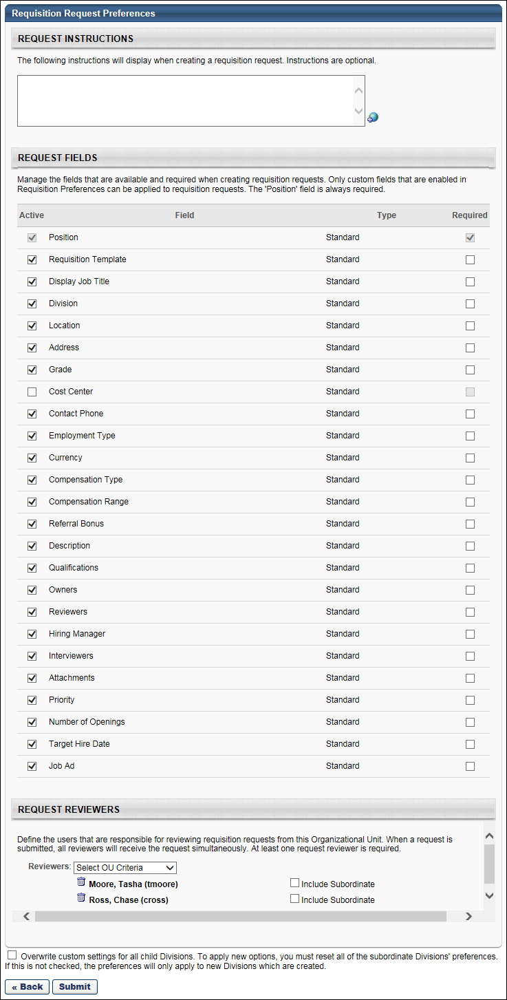 Requisition Request Preferences
REQUEST INSTRUCTIONS
The following instructions will display when creating a requisition request. Instructions are optional.
REQUEST FIELDS
Manage the fields that are available and required when creating requisition requests. Only custom fields that are enabled in
Requisition Preferences can be applied to requisition requests. The 'Position' field is always required.
Active Field Type Required
Position Standard
Requisition Template Standard
Display Job Title Standard
Division Standard
Location Standard
Address Standard
Grade Standard
Cost Center Standard
Contact Phone Standard
Employment Type Standard
Currency Standard
Compensation Type Standard
Compensation Range Standard
Referral Bonus Standard
Description Standard
Qualifications Standard
Owners Standard
Reviewers Standard
Hiring Manager Standard
Interviewers Standard
Attachments Standard
Priority Standard
Number of Openings Standard
Target Hire Date Standard
Job Ad Standard
REQUEST REVIEWERS
Define the users that are responsible for reviewing requisition requests from this Organizational Unit. When a request is
submitted, all reviewers will receive the request simultaneously. At least one request reviewer is required.
Reviewers: Select OU Criteria
Moore, Tasha (tmoore) Include Subordinate
Ross, Chase (cross) Include Subordinate
Overwrite custom settings for all child Divisions. To apply new options, you must reset all of the subordinate Divisions' preferences.
If this is not checked, the preferences will only apply to new Divisions which are created.
« Back Submit